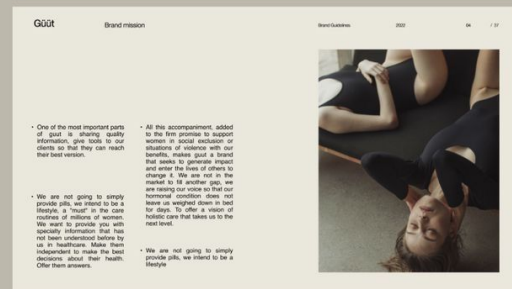 Güüt
Brand mission
Brand Guidelines
2022
04
/ 37
• One of the most important parts
of guut is sharing quality
information, give tools to our
clients so that they can reach
their best version.
• We are not going to simply
provide pills, we intend to be a
lifestyle, a "must" in the care
routines of millions of women.
We want to provide you with
specialty information that has
not been understood before by
us in healthcare. Make them
independent to make the best
decisions about their health.
Offer them answers.
• All this accompaniment, added
to the firm promise to support
women in social exclusion or
situations of violence with our
benefits, makes guut a brand
that seeks to generate impact
and enter the lives of others to
change it. We are not in the
market to fill another gap, we
are raising our voice so that our
hormonal condition does not
leave us weighed down in bed
for days. To offer a vision of
holistic care that takes us to the
next level.
• We are not going to simply
provide pills, we intend to be a
lifestyle